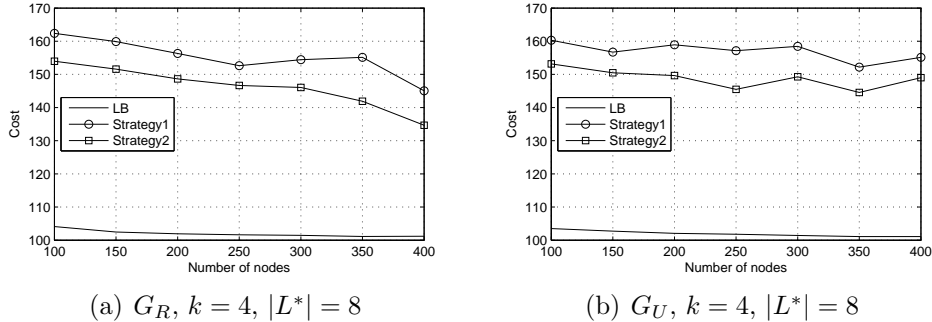 170
160
150
140
130
120
110
100
Cost
LB
Strategy1
Strategy2
100 150 200 250 300 350 400
Number of nodes
(a) G_R, k = 4, |L*| = 8
170
160
150
140
130
120
110
100
Cost
LB
Strategy1
Strategy2
100 150 200 250 300 350 400
Number of nodes
(b) G_U, k = 4, |L*| = 8